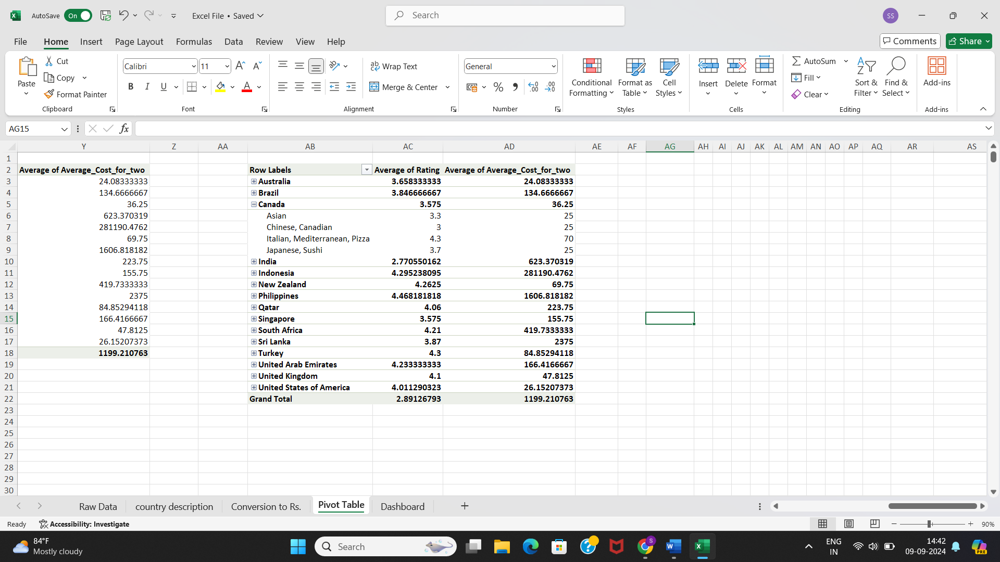 AutoSave On Excel File • Saved Search SS
File Home Insert Page Layout Formulas Data Review View Help Comments Share
Paste Cut Copy Format Painter Clipboard
Calibri 11 B I U Font
Wrap Text Merge & Center Alignment
General % Number
Conditional Formatting Format as Table Cell Styles Styles
Insert Delete Format Cells
AutoSum Fill Clear Sort & Filter Find & Select Editing
Add-ins Add-ins
AG15 fx
Y Z AA AB AC AD AE AF AG AH AI AJ AK AL AM AN AO AP AQ AR AS
1
2 Average of Average_Cost_for_two Row Labels Average of Rating Average of Average_Cost_for_two
3 24.08333333 Australia 3.658333333 24.08333333
4 134.6666667 Brazil 3.846666667 134.6666667
5 36.25 Canada 3.575 36.25
6 623.370319 Asian 3.3 25
7 281190.4762 Chinese, Canadian 3 25
8 69.75 Italian, Mediterranean, Pizza 4.3 70
9 1606.818182 Japanese, Sushi 3.7 25
10 223.75 India 2.770550162 623.370319
11 155.75 Indonesia 4.295238095 281190.4762
12 419.7333333 New Zealand 4.2625 69.75
13 2375 Philippines 4.468181818 1606.818182
14 84.85294118 Qatar 4.06 223.75
15 166.4166667 Singapore 3.575 155.75
16 47.8125 South Africa 4.21 419.7333333
17 26.15207373 Sri Lanka 3.87 2375
18 1199.210763 Turkey 4.3 84.85294118
19 United Arab Emirates 4.233333333 166.4166667
20 United Kingdom 4.1 47.8125
21 United States of America 4.011290323 26.15207373
22 Grand Total 2.89126793 1199.210763
23
24
25
26
27
28
29
30
Raw Data country description Conversion to Rs. Pivot Table Dashboard
Ready Accessibility: Investigate 90%
84°F
Mostly cloudy
Search
ENG
IN
14:42
09-09-2024
PRE